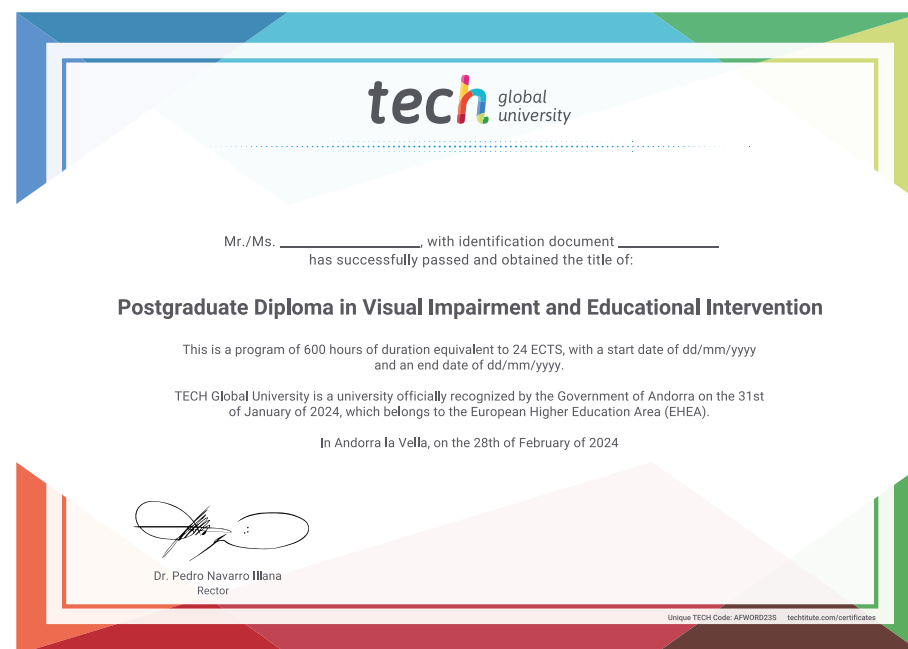 tech global university
Mr./Ms. ____________________, with identification document ______________
has successfully passed and obtained the title of:
Postgraduate Diploma in Visual Impairment and Educational Intervention
This is a program of 600 hours of duration equivalent to 24 ECTS, with a start date of dd/mm/yyyy
and an end date of dd/mm/yyyy.
TECH Global University is a university officially recognized by the Government of Andorra on the 31st
of January of 2024, which belongs to the European Higher Education Area (EHEA).
In Andorra la Vella, on the 28th of February of 2024
Dr. Pedro Navarro Illana
Rector
Unique TECH Code: AFWORD23S techtitute.com/certificates